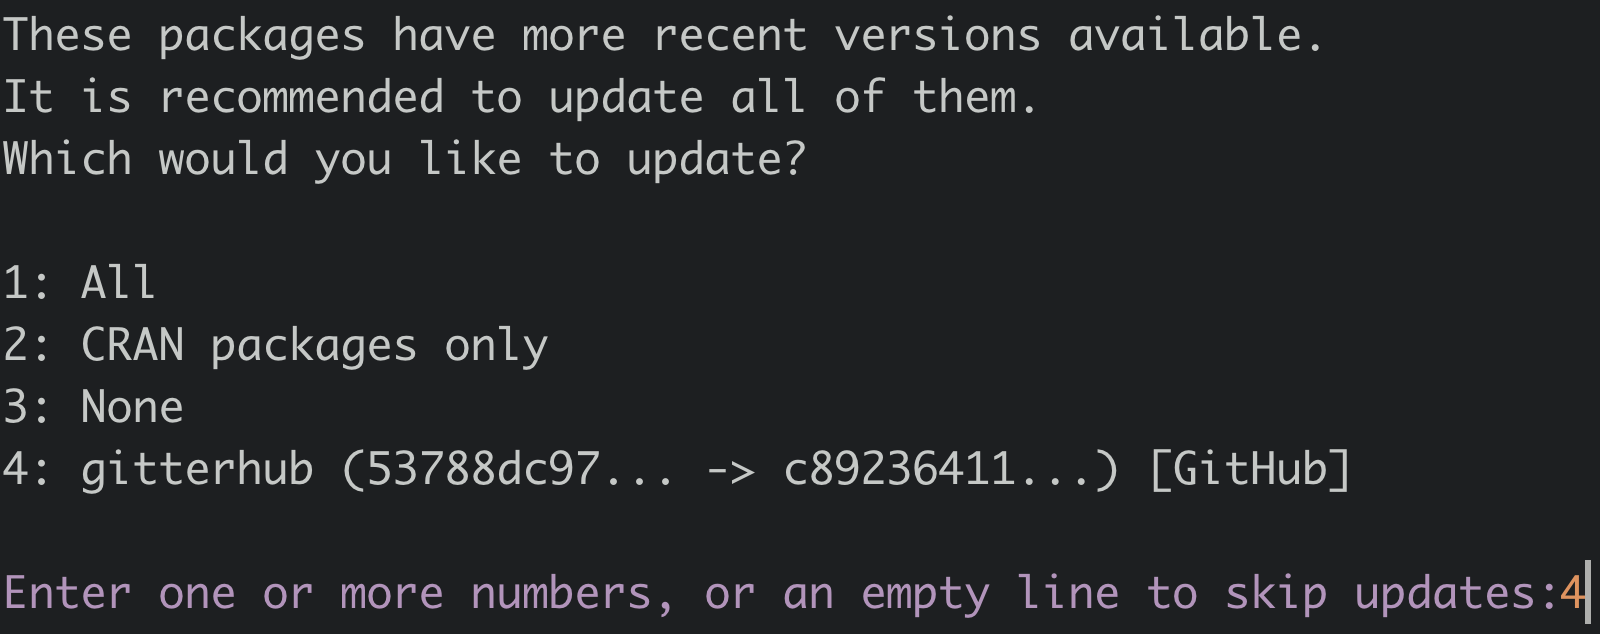 These packages have more recent versions available.
It is recommended to update all of them.
Which would you like to update?

1: All
2: CRAN packages only
3: None
4: gitterhub (53788dc97... -> c89236411...) [GitHub]

Enter one or more numbers, or an empty line to skip updates:4